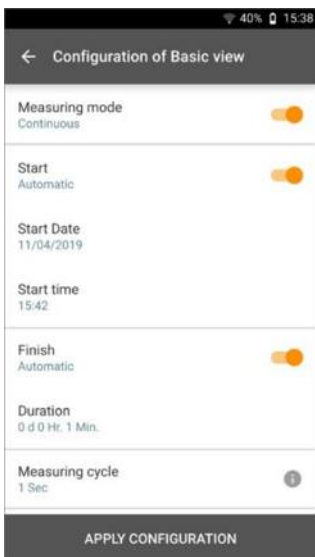 40% 15:38
Configuration of Basic view
Measuring mode
Continuous
Start
Automatic
Start Date
11/04/2019
Start time
15:42
Finish
Automatic
Duration
0 d 0 Hr. 1 Min.
Measuring cycle
1 Sec
APPLY CONFIGURATION